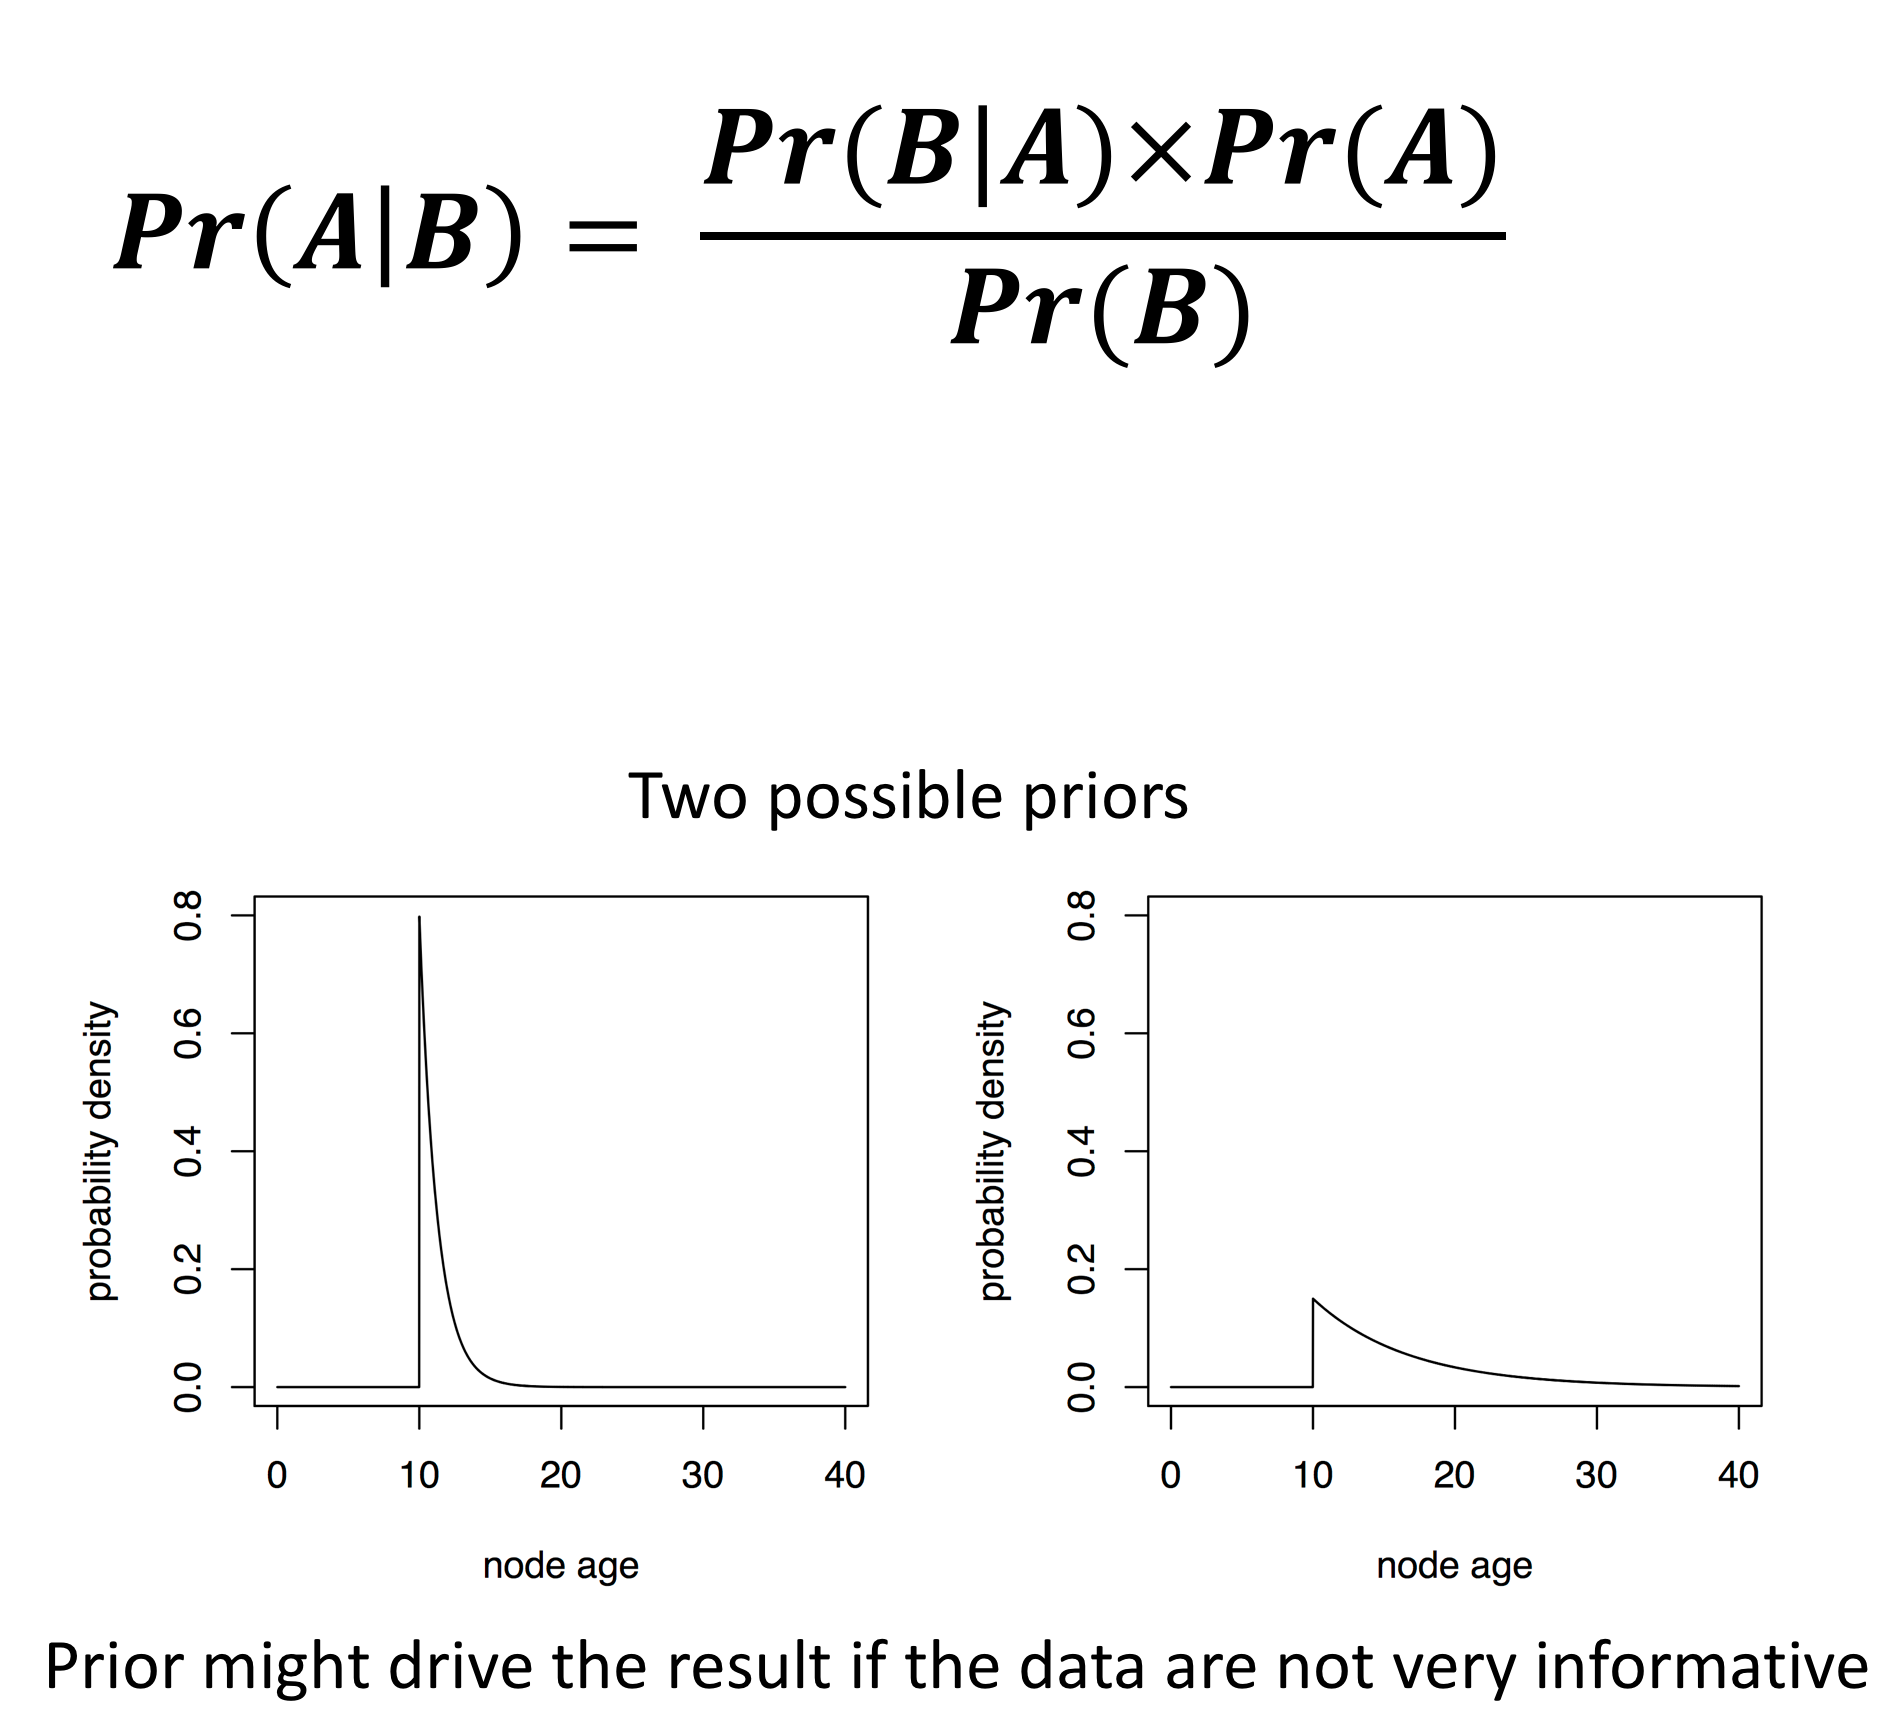 Pr(A|B) = Pr(B|A)×Pr(A) / Pr(B)
Two possible priors
probability density
0.0 0.2 0.4 0.6 0.8
0 10 20 30 40
node age
probability density
0.0 0.2 0.4 0.6 0.8
0 10 20 30 40
node age
Prior might drive the result if the data are not very informative